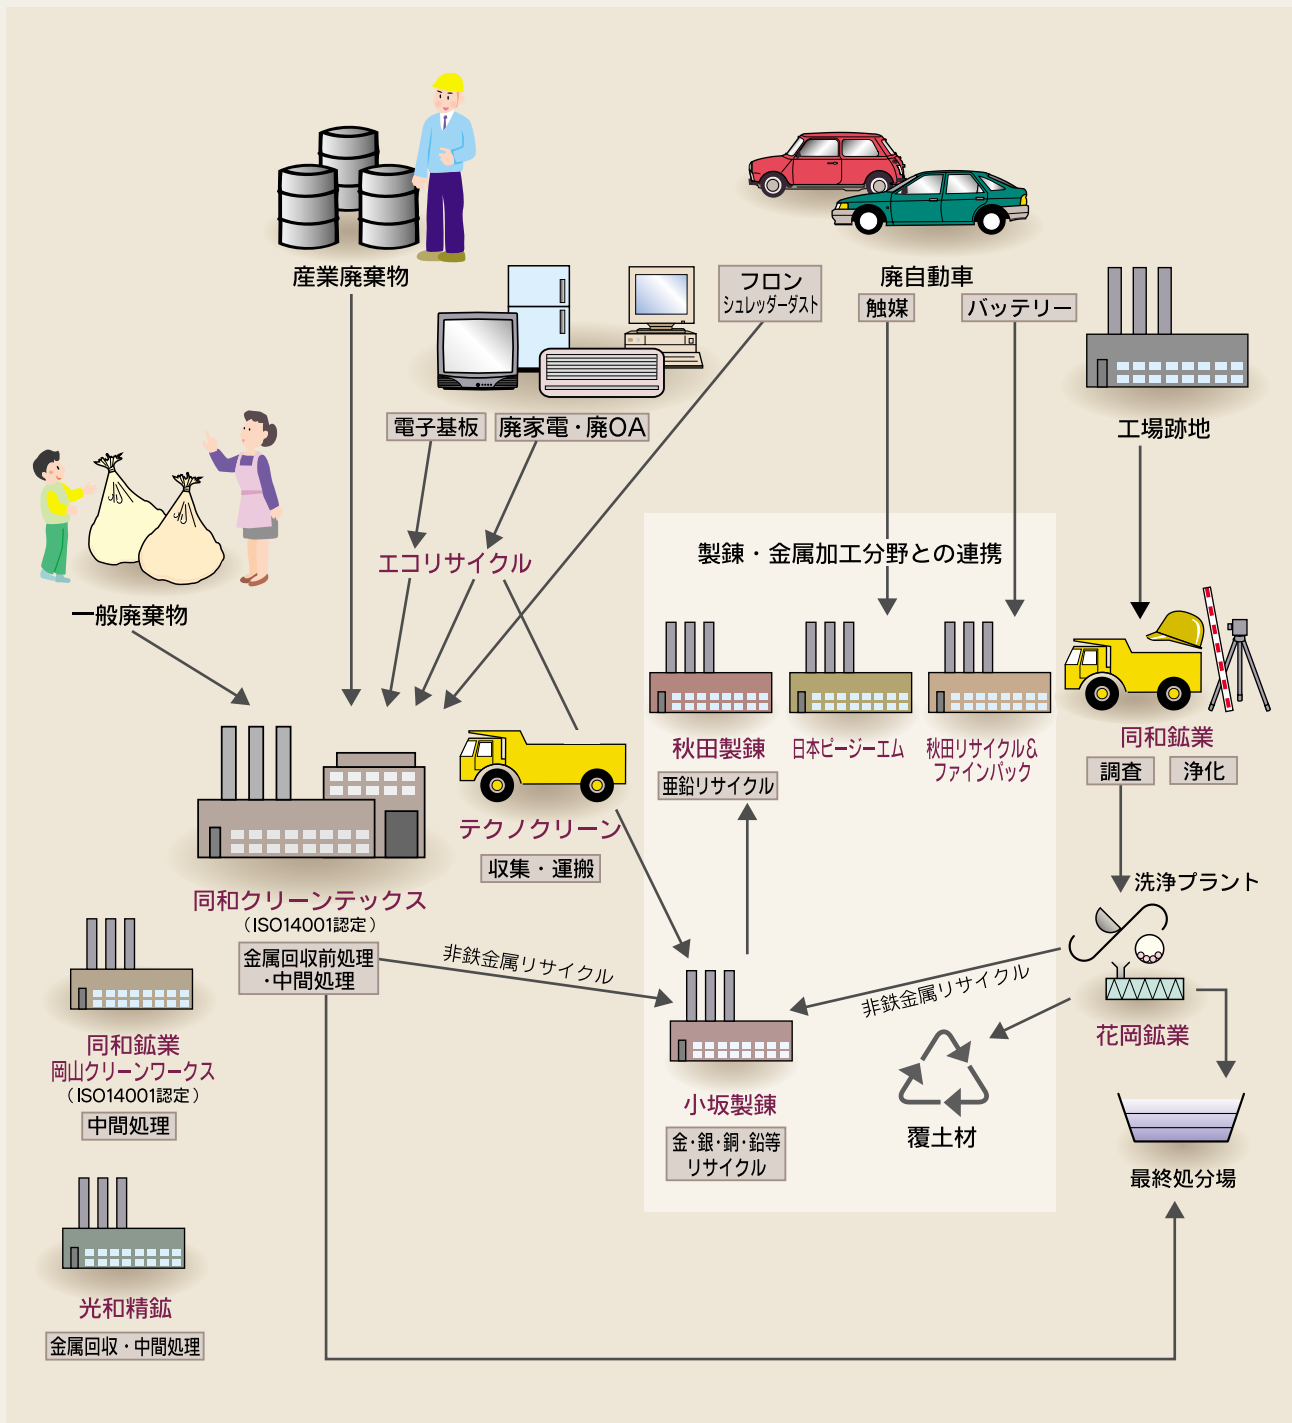 産業廃棄物
フロン
シュレッダーダスト
廃自動車
触媒
バッテリー
電子基板
廃家電・廃OA
工場跡地
エコリサイクル
製錬・金属加工分野との連携
一般廃棄物
秋田製錬
亜鉛リサイクル
日本ピージーエム
秋田リサイクル&
ファインパック
同和鉱業
調査
浄化
テクノクリーン
収集・運搬
同和クリーンテックス
（ISO14001認定）
金属回収前処理
・中間処理
洗浄プラント
非鉄金属リサイクル
非鉄金属リサイクル
花岡鉱業
同和鉱業
岡山クリーンワークス
（ISO14001認定）
中間処理
小坂製錬
金・銀・銅・鉛等
リサイクル
覆土材
最終処分場
光和精鉱
金属回収・中間処理